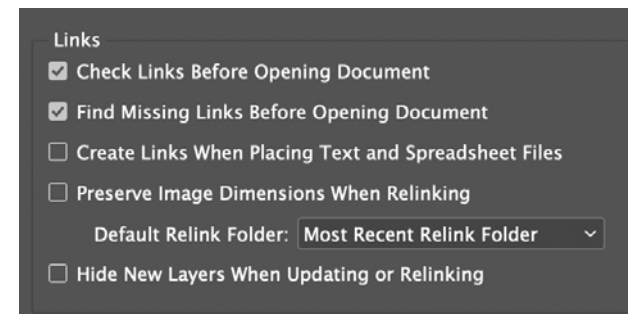 Links
Check Links Before Opening Document
Find Missing Links Before Opening Document
Create Links When Placing Text and Spreadsheet Files
Preserve Image Dimensions When Relinking
Default Relink Folder: Most Recent Relink Folder
Hide New Layers When Updating or Relinking